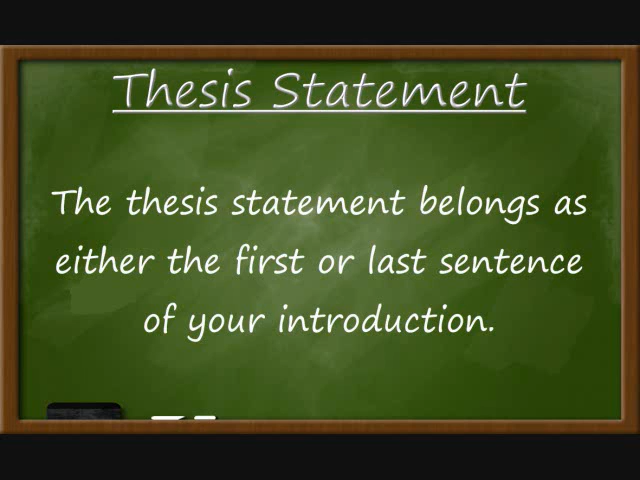 Thesis Statement
The thesis statement belongs as
either the first or last sentence
of your introduction.